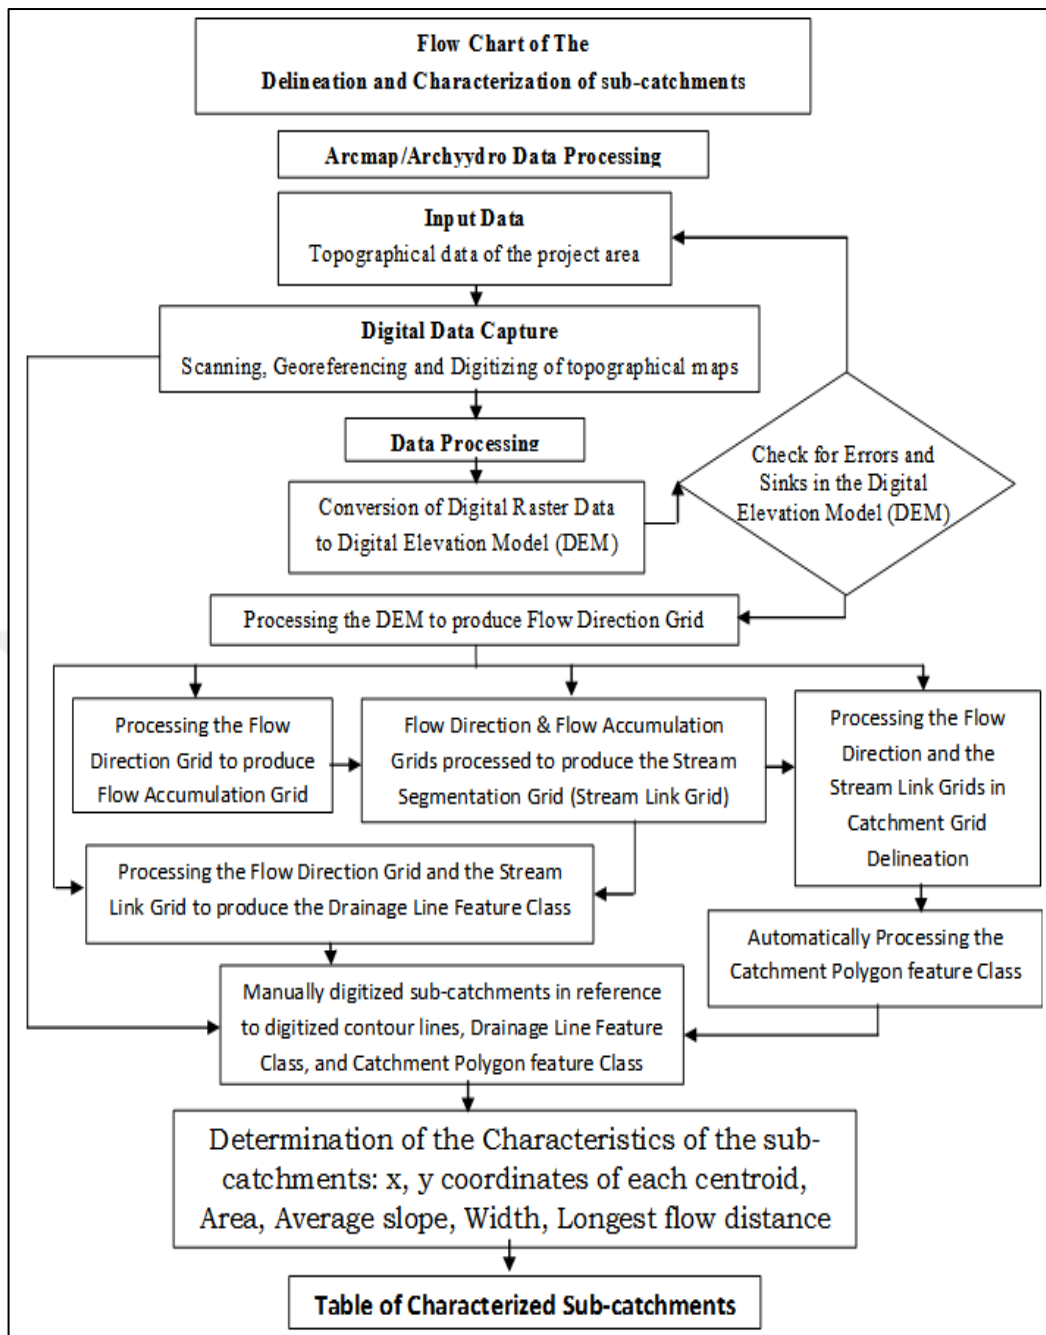 Flow Chart of The
Delineation and Characterization of sub-catchments
Arcmap/Archyydro Data Processing
Input Data
Topographical data of the project area
Digital Data Capture
Scanning, Georeferencing and Digitizing of topographical maps
Data Processing
Conversion of Digital Raster Data
to Digital Elevation Model (DEM)
Check for Errors and
Sinks in the Digital
Elevation Model (DEM)
Processing the DEM to produce Flow Direction Grid
Processing the Flow
Direction Grid to produce
Flow Accumulation Grid
Flow Direction & Flow Accumulation
Grids processed to produce the Stream
Segmentation Grid (Stream Link Grid)
Processing the Flow
Direction and the
Stream Link Grids in
Catchment Grid
Delineation
Processing the Flow Direction Grid and the Stream
Link Grid to produce the Drainage Line Feature Class
Automatically Processing the
Catchment Polygon feature Class
Manually digitized sub-catchments in reference
to digitized contour lines, Drainage Line Feature
Class, and Catchment Polygon feature Class
Determination of the Characteristics of the sub-
catchments: x, y coordinates of each centroid,
Area, Average slope, Width, Longest flow distance
Table of Characterized Sub-catchments